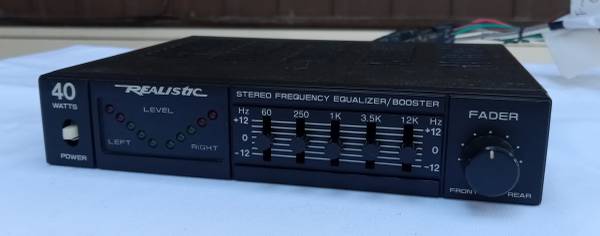 REALISTIC
40
WATTS
POWER
LEVEL
LEFT RIGHT
STEREO FREQUENCY EQUALIZER/BOOSTER
Hz 60 250 1K 3.5K 12K Hz
+12 +12
0 0
-12 -12
FADER
FRONT REAR